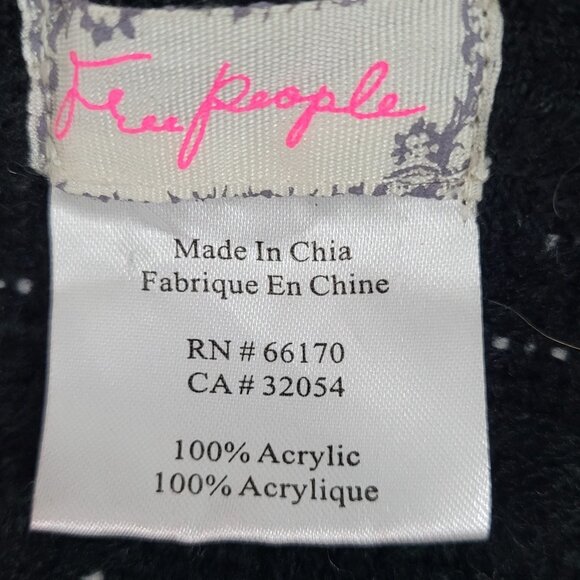 Free People
Made In Chia
Fabrique En Chine
RN # 66170
CA # 32054
100% Acrylic
100% Acrylique